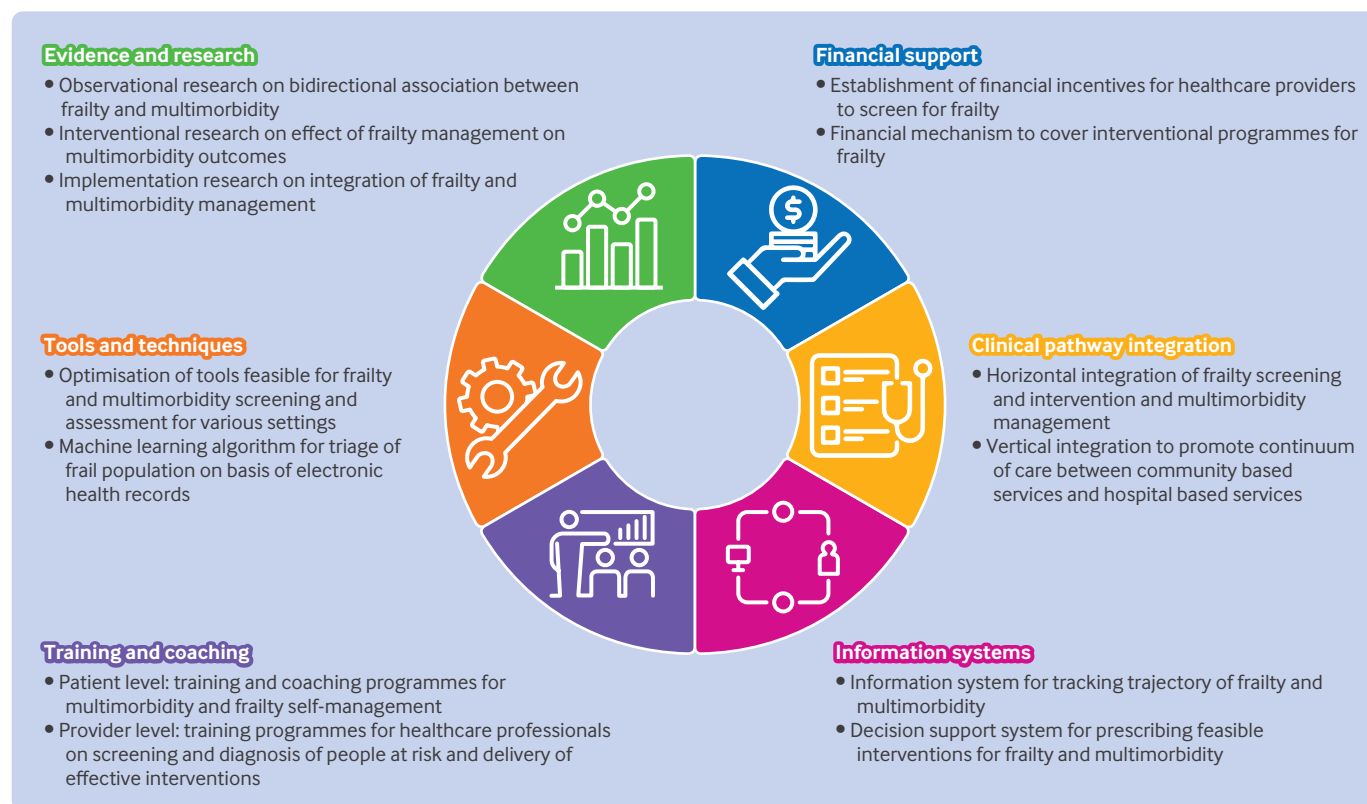 Evidence and research
• Observational research on bidirectional association between
frailty and multimorbidity
• Interventional research on effect of frailty management on
multimorbidity outcomes
• Implementation research on integration of frailty and
multimorbidity management
Financial support
• Establishment of financial incentives for healthcare providers
to screen for frailty
• Financial mechanism to cover interventional programmes for
frailty
$
Tools and techniques
• Optimisation of tools feasible for frailty
and multimorbidity screening and
assessment for various settings
• Machine learning algorithm for triage of
frail population on basis of electronic
health records
Clinical pathway integration
• Horizontal integration of frailty screening
and intervention and multimorbidity
management
• Vertical integration to promote continuum
of care between community based
services and hospital based services
Training and coaching
• Patient level: training and coaching programmes for
multimorbidity and frailty self-management
• Provider level: training programmes for healthcare professionals
on screening and diagnosis of people at risk and delivery of
effective interventions
Information systems
• Information system for tracking trajectory of frailty and
multimorbidity
• Decision support system for prescribing feasible
interventions for frailty and multimorbidity